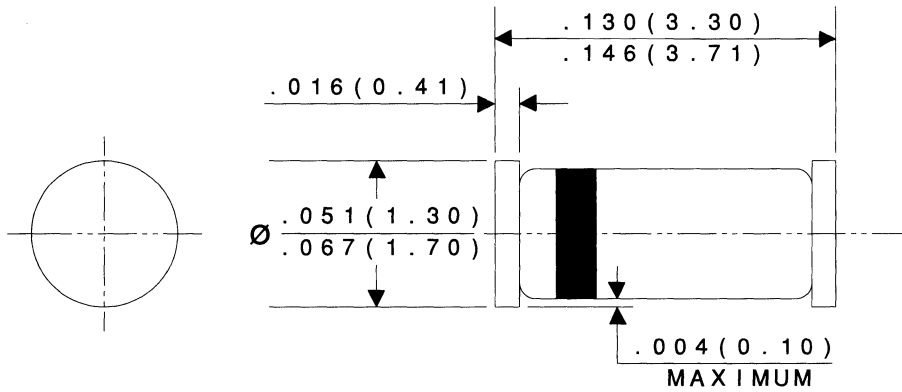 .130(3.30)
.146(3.71)
.016(0.41)
Ø .051(1.30)
.067(1.70)
.004(0.10)
MAXIMUM